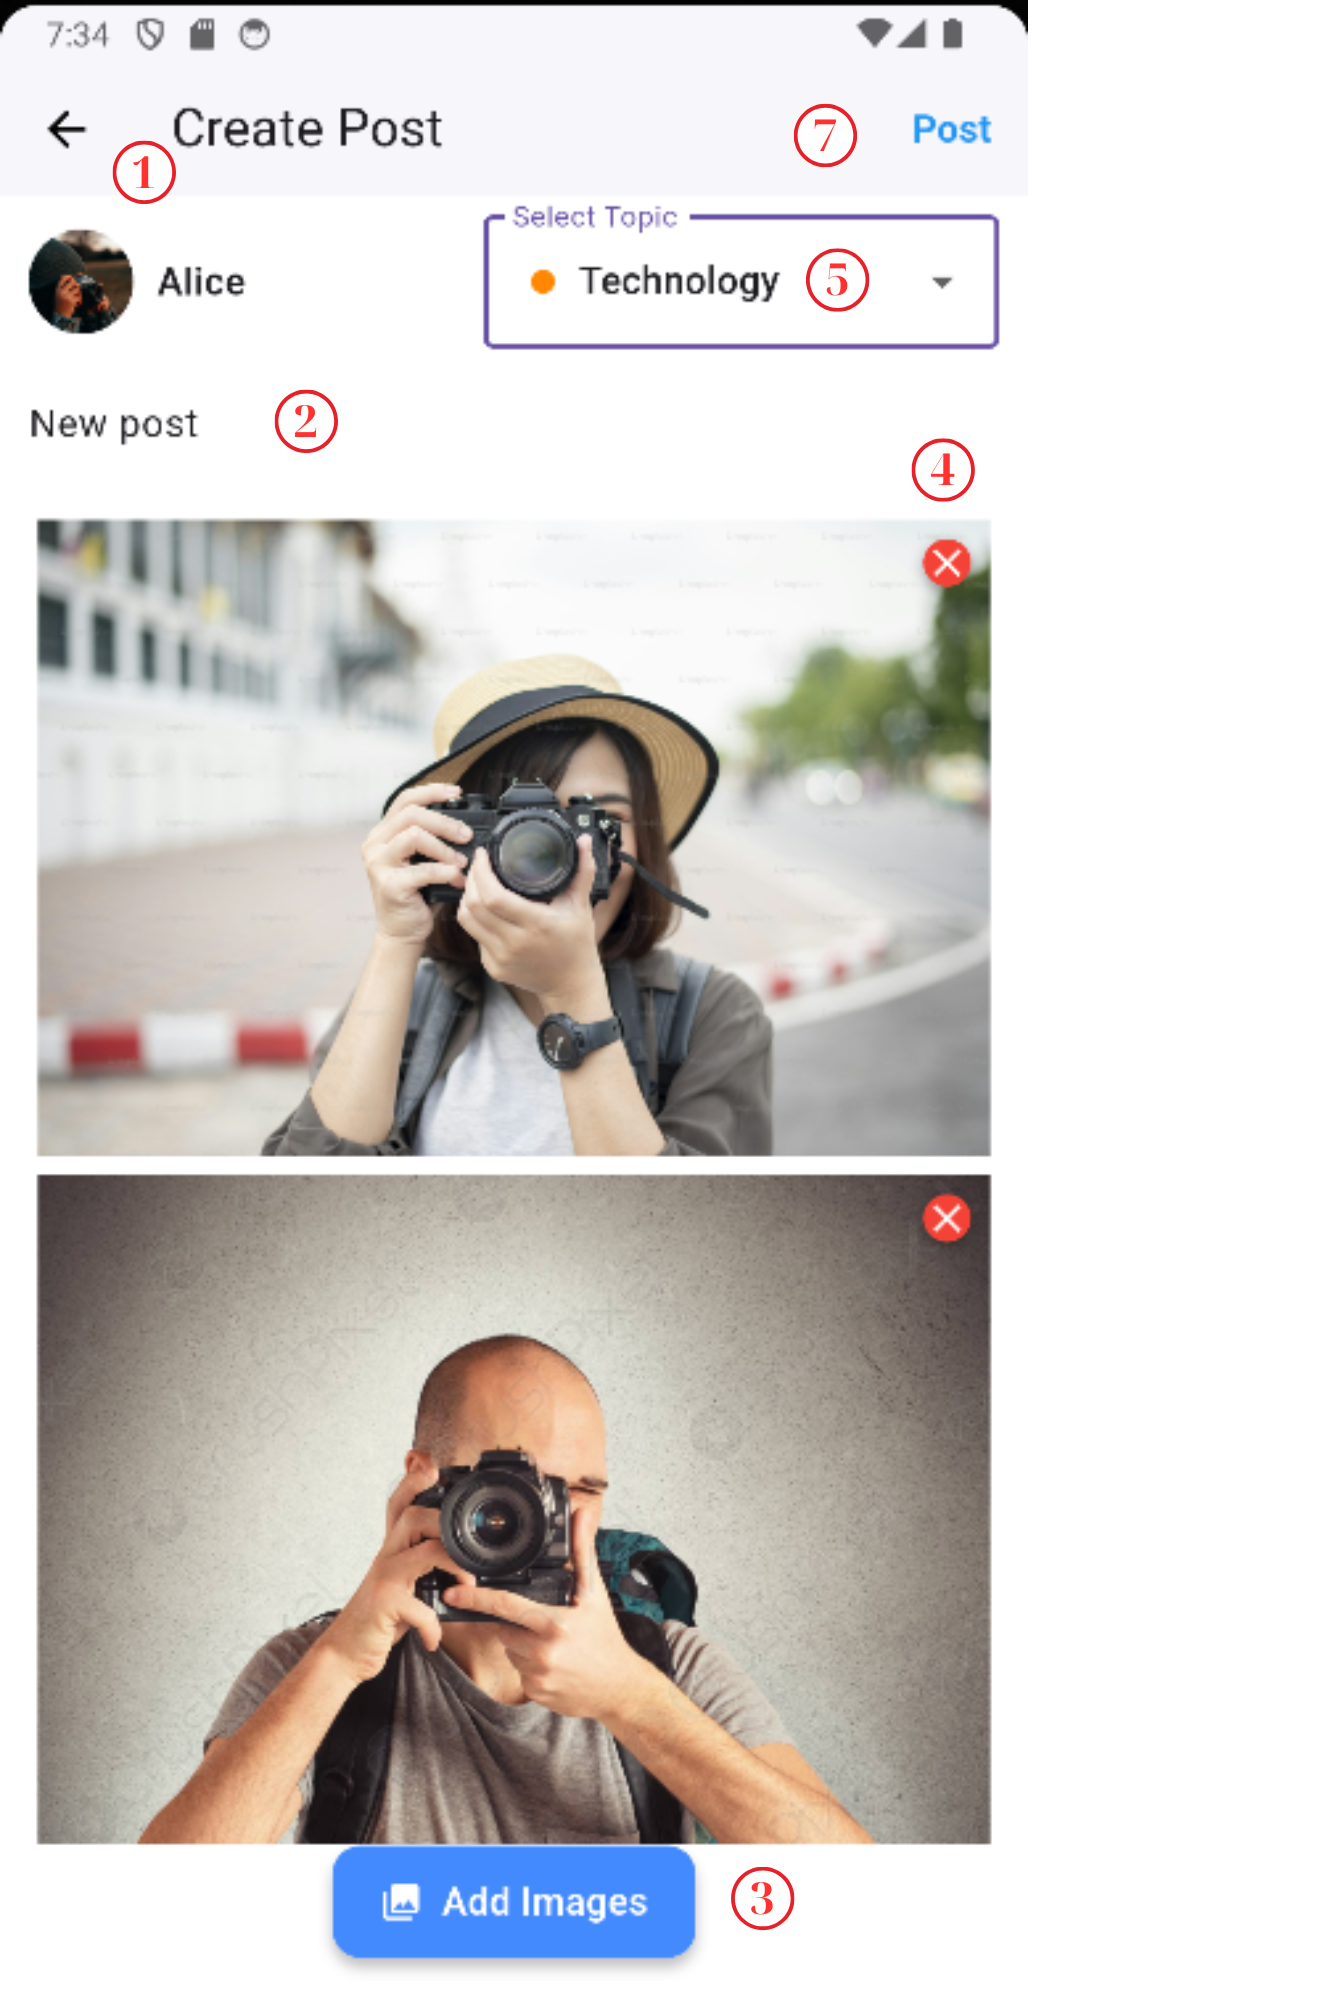 7:34
Create Post
7
Post
1
Select Topic
Alice
Technology
5
New post
2
4
Add Images
3